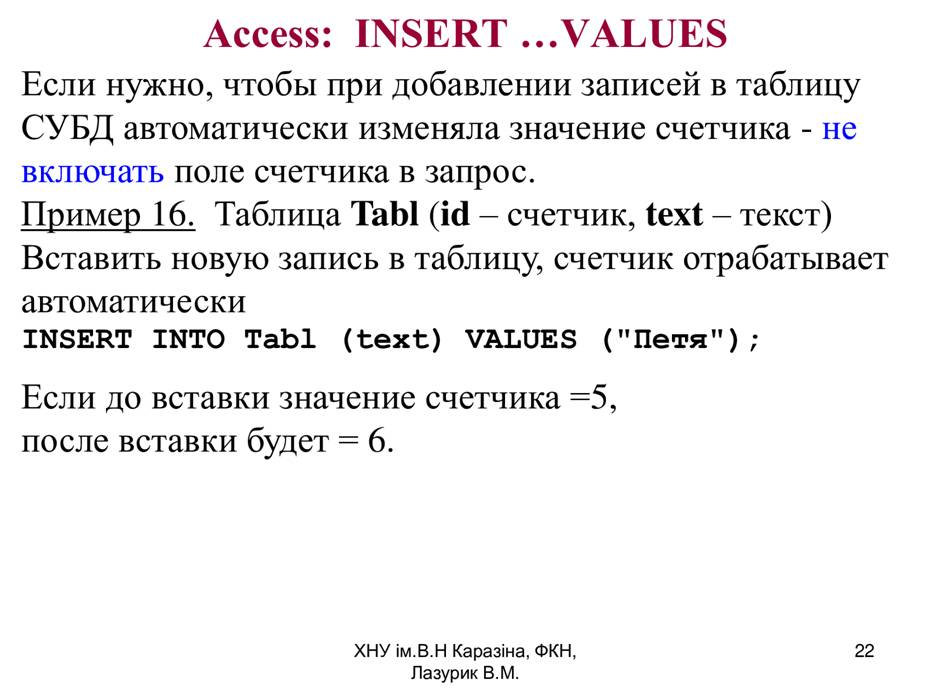 Access:  INSERT …VALUES
Если нужно, чтобы при добавлении записей в таблицу
СУБД автоматически изменяла значение счетчика - не
включать поле счетчика в запрос.
Пример 16.  Таблица Tabl (id – счетчик, text – текст)
Вставить новую запись в таблицу, счетчик отрабатывает
автоматически
INSERT INTO Tabl (text) VALUES ("Петя");
Если до вставки значение счетчика =5,
после вставки будет = 6.
ХНУ ім.В.Н Каразіна, ФКН,
Лазурик В.М.
22